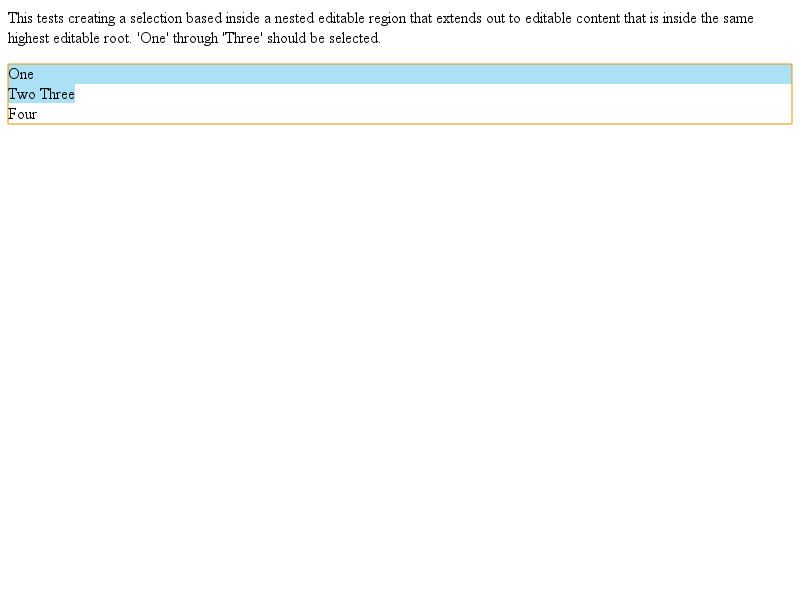 This tests creating a selection based inside a nested editable region that extends out to editable content that is inside the same
highest editable root. 'One' through 'Three' should be selected.
One
Two Three
Four